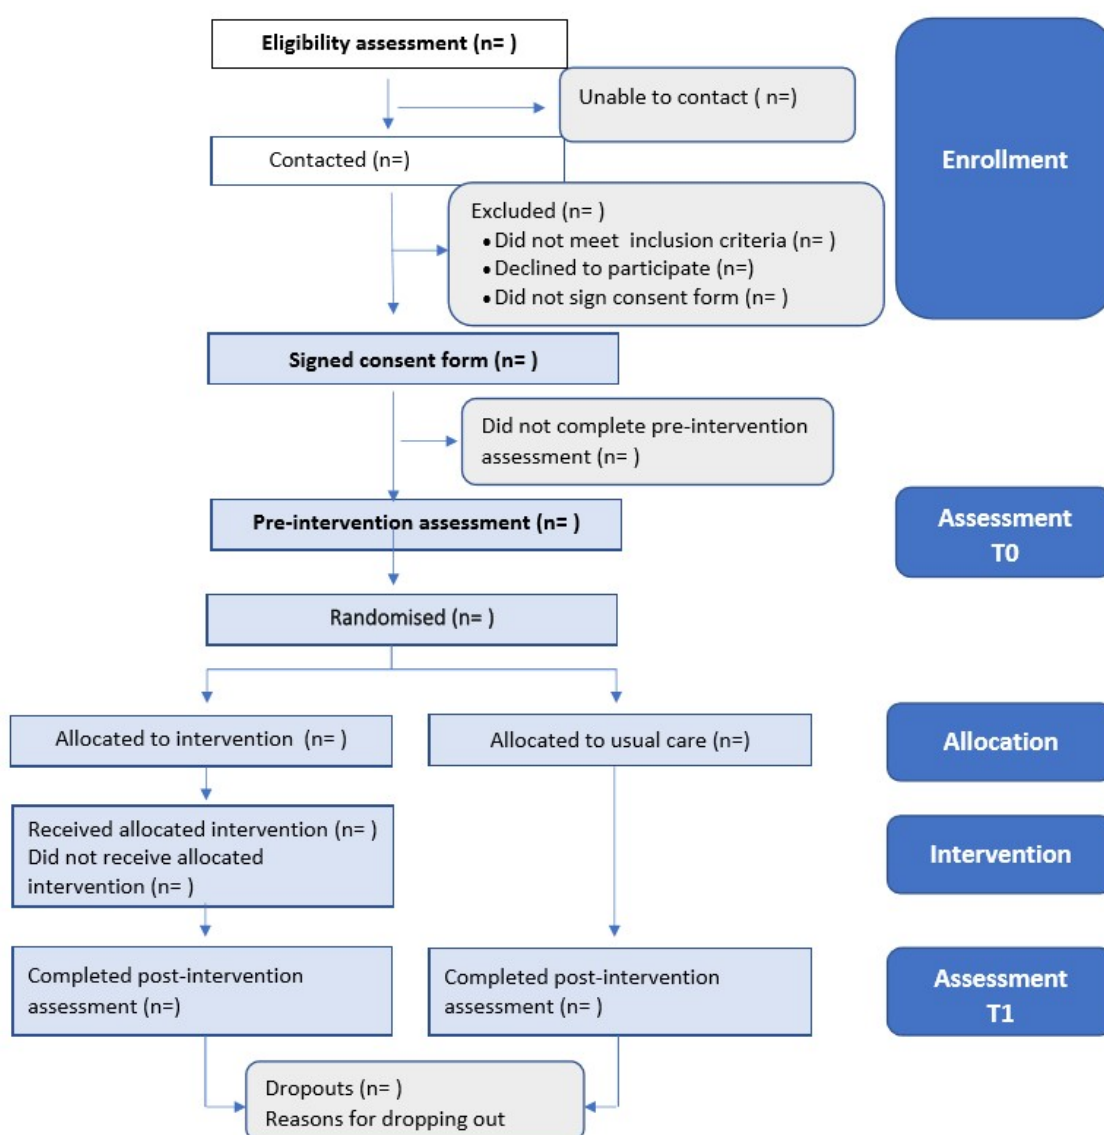 Eligibility assessment (n= )
Unable to contact ( n=)
Contacted (n=)
Enrollment
Excluded (n= )
• Did not meet  inclusion criteria (n= )
• Declined to participate (n=)
• Did not sign consent form (n= )
Signed consent form (n= )
Did not complete pre-intervention
assessment (n= )
Pre-intervention assessment (n= )
Assessment
T0
Randomised (n= )
Allocated to intervention  (n= )
Allocated to usual care (n=)
Allocation
Received allocated intervention (n= )
Did not receive allocated
intervention (n= )
Intervention
Completed post-intervention
assessment (n=)
Completed post-intervention
assessment (n= )
Assessment
T1
Dropouts (n= )
Reasons for dropping out